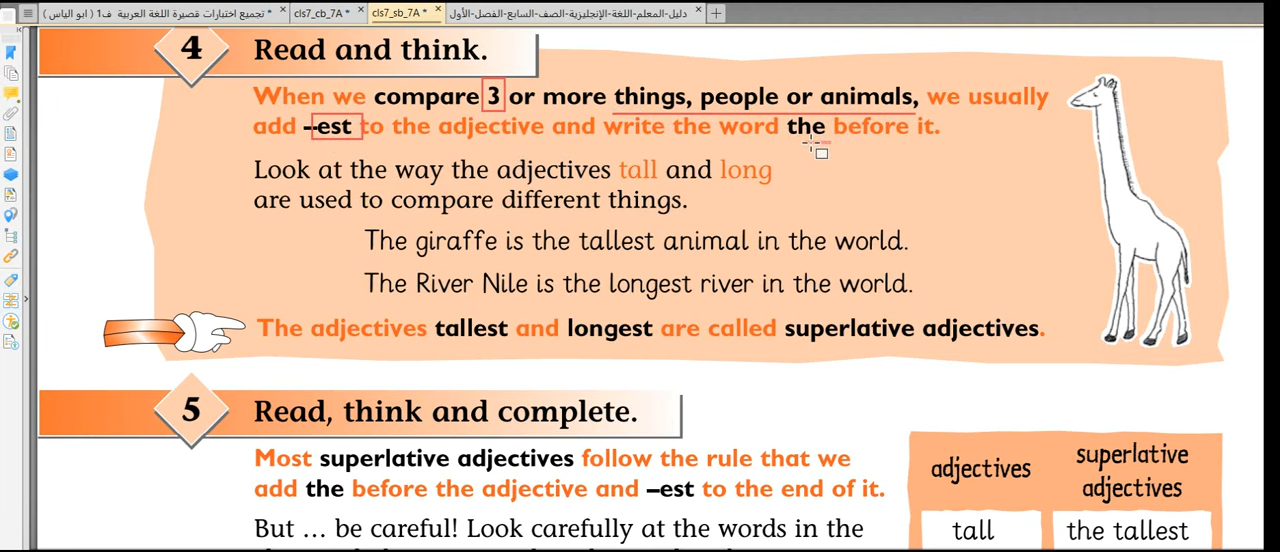 تجميع اختبارات قصيرة اللغة العربية ف1 ( ابو الياس ) *
cls7_cb_7A *
cls7_sb_7A *
دليل-المعلم-اللغة-الإنجليزية-الصف-السابع-الفصل-الأول
4 Read and think.
When we compare 3 or more things, people or animals, we usually
add –est to the adjective and write the word the before it.
Look at the way the adjectives tall and long
are used to compare different things.
The giraffe is the tallest animal in the world.
The River Nile is the longest river in the world.
The adjectives tallest and longest are called superlative adjectives.
5 Read, think and complete.
Most superlative adjectives follow the rule that we
add the before the adjective and –est to the end of it.
But ... be careful! Look carefully at the words in the
adjectives
superlative
adjectives
tall
the tallest